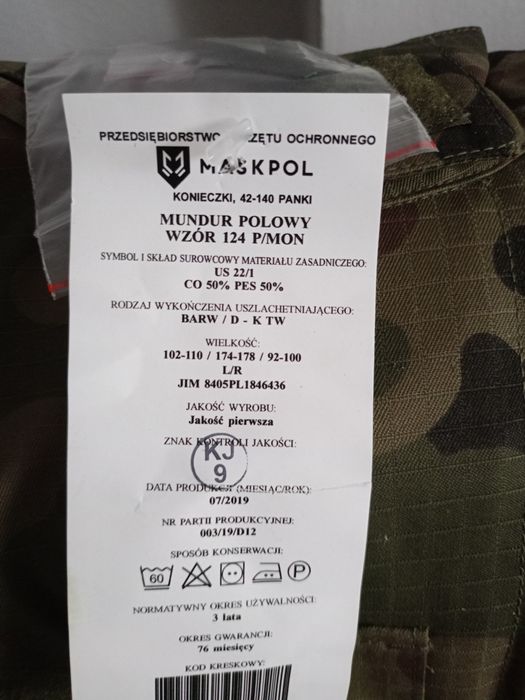 PRZEDSIĘBIORSTWO RZĘTU OCHRONNEGO
MASKPOL
KONIECZKI, 42-140 PANKI
MUNDUR POLOWY
WZÓR 124 P/MON
SYMBOL I SKŁAD SUROWCOWY MATERIAŁU ZASADNICZEGO:
US 22/1
CO 50% PES 50%
RODZAJ WYKOŃCZENIA USZLACHETNIAJĄCEGO:
BARW / D - K TW
WIELKOŚĆ:
102-110 / 174-178 / 92-100
L/R
JIM 8405PL1846436
JAKOŚĆ WYROBU:
Jakość pierwsza
ZNAK KONTROLI JAKOŚCI:
KJ
9
DATA PRODUKCJI (MIESIĄC/ROK):
07/2019
NR PARTII PRODUKCYJNEJ:
003/19/D12
SPOSÓB KONSERWACJI:
60 P
NORMATYWNY OKRES UŻYWALNOŚCI:
3 lata
OKRES GWARANCJI:
76 miesięcy
KOD KRESKOWY: